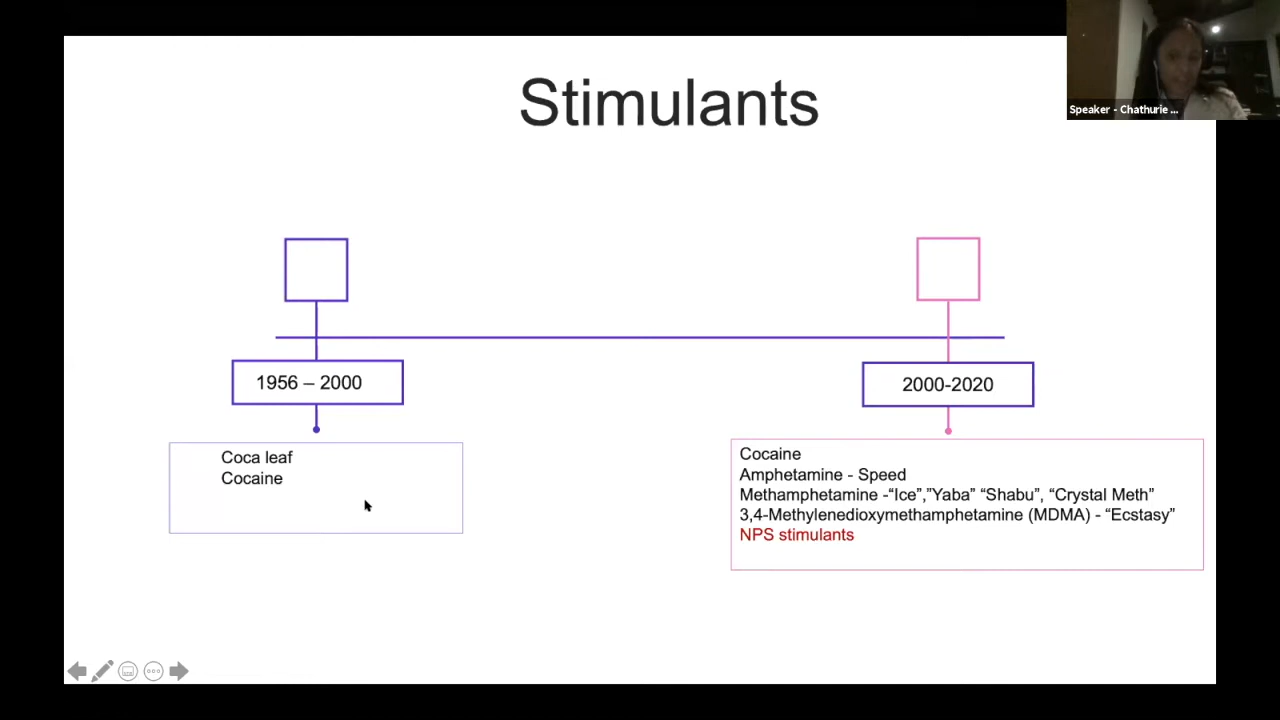 Stimulants
Speaker - Chathurie ...
1956 – 2000
2000-2020
Coca leaf
Cocaine
Cocaine
Amphetamine - Speed
Methamphetamine -“Ice”,”Yaba” “Shabu”, “Crystal Meth”
3,4-Methylenedioxymethamphetamine (MDMA) - “Ecstasy”
NPS stimulants